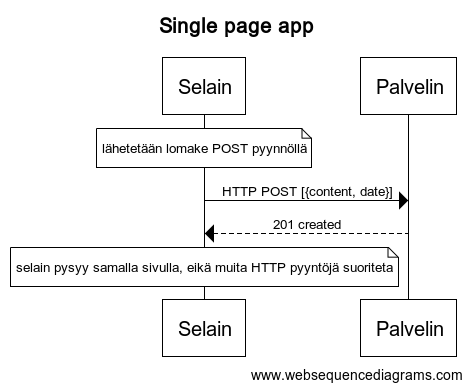 Single page app
Selain Palvelin
lähetetään lomake POST pyynnöllä
HTTP POST [{content, date}]
201 created
selain pysyy samalla sivulla, eikä muita HTTP pyyntöjä suoriteta
Selain Palvelin
www.websequencediagrams.com